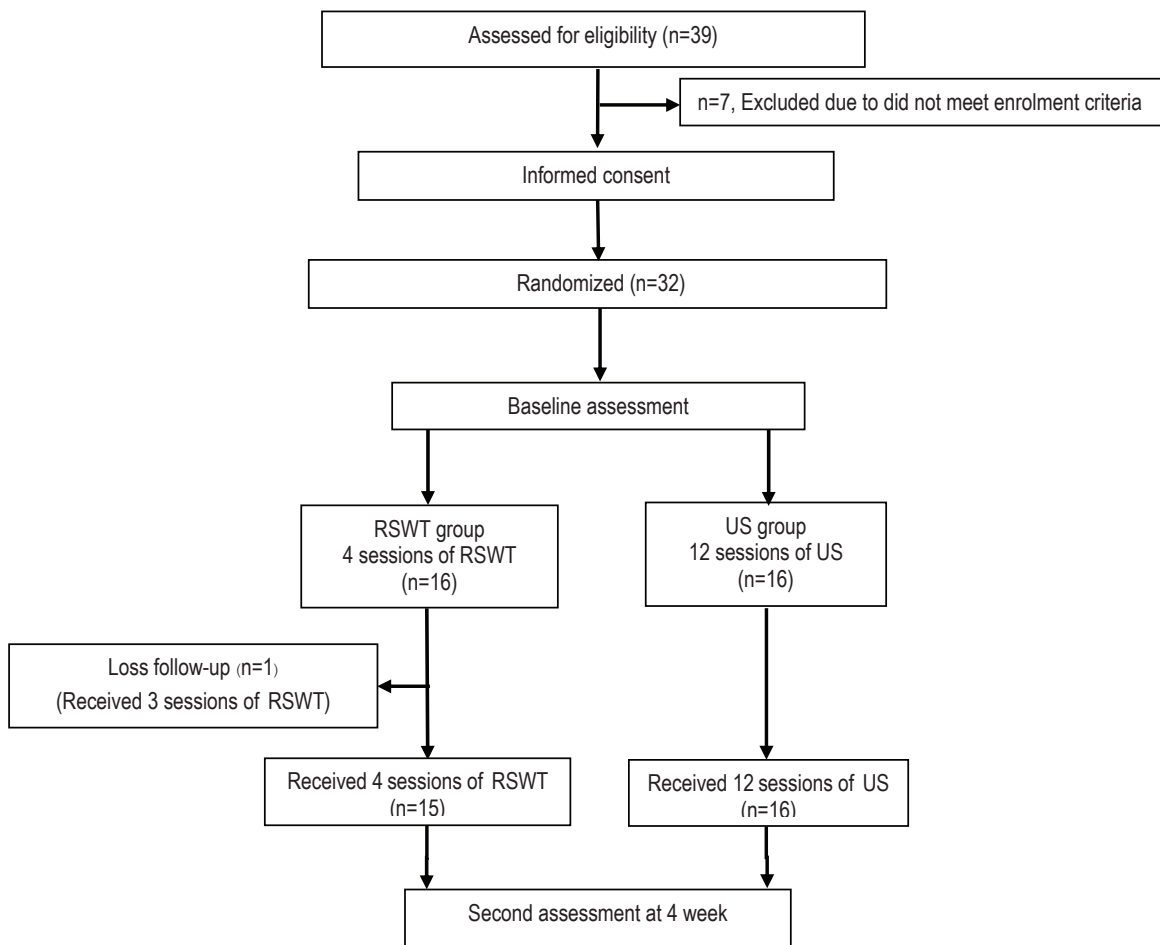 Assessed for eligibility (n=39)
n=7, Excluded due to did not meet enrolment criteria
Informed consent
Randomized (n=32)
Baseline assessment
RSWT group
4 sessions of RSWT
(n=16)
US group
12 sessions of US
(n=16)
Loss follow-up (n=1)
(Received 3 sessions of RSWT)
Received 4 sessions of RSWT
(n=15)
Received 12 sessions of US
(n=16)
Second assessment at 4 week